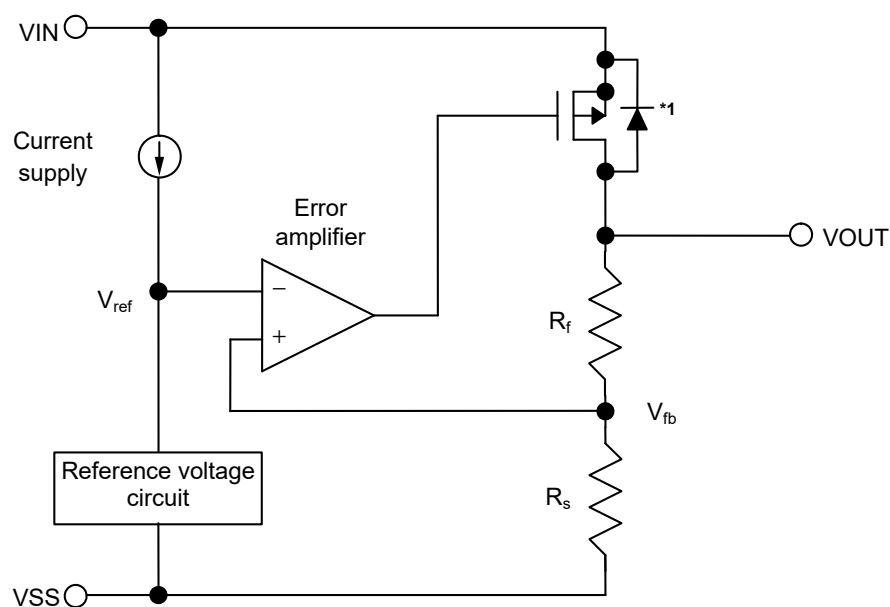 VIN
*1
Current
supply
Error
amplifier
VOUT
Vref
−
+
Rf
Vfb
Reference voltage
circuit
Rs
VSS